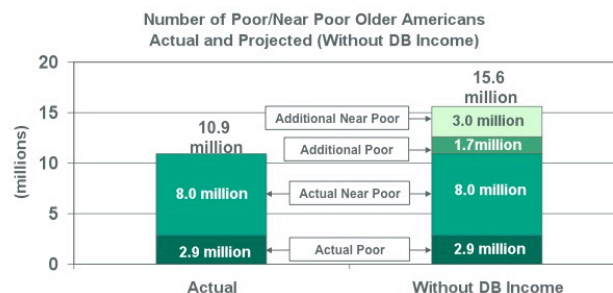 Number of Poor/Near Poor Older Americans
Actual and Projected (Without DB Income)
20
15
10
5
0
(millions)
10.9
million
8.0 million
2.9 million
Additional Near Poor
Additional Poor
Actual Near Poor
Actual Poor
15.6
million
3.0 million
1.7million
8.0 million
2.9 million
Actual
Without DB Income